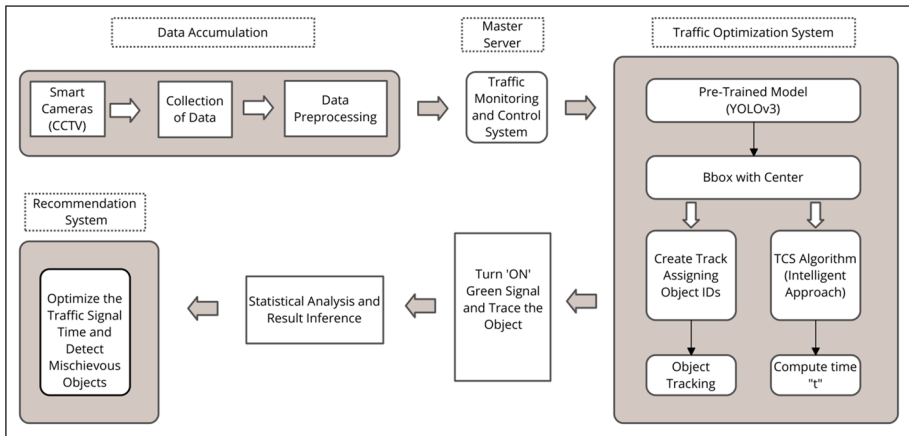 Data Accumulation
Master
Server
Traffic Optimization System
Smart
Cameras
(CCTV)
Collection
of Data
Data
Preprocessing
Traffic
Monitoring
and Control
System
Pre-Trained Model
(YOLOv3)
Bbox with Center
Create Track
Assigning
Object IDs
TCS Algorithm
(Intelligent
Approach)
Object
Tracking
Compute time
"t"
Turn 'ON'
Green Signal
and Trace the
Object
Statistical Analysis and
Result Inference
Recommendation
System
Optimize the
Traffic Signal
Time and
Detect
Mischievous
Objects